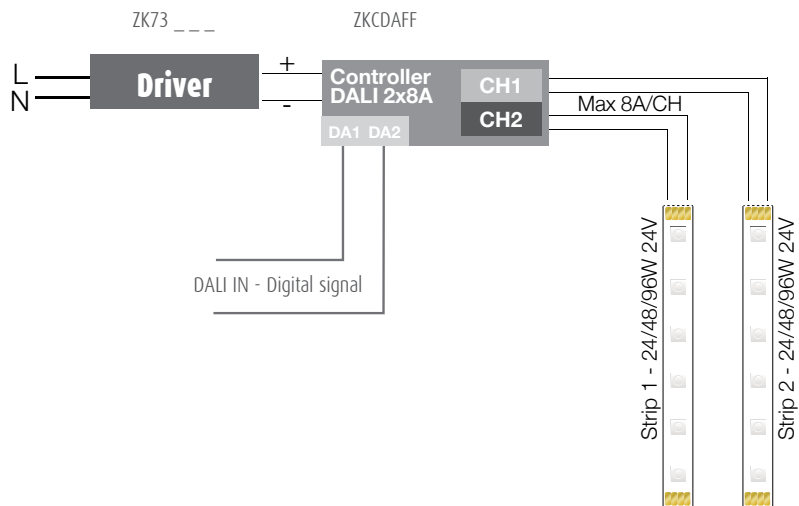 ZK73 _ _ _
ZKCDAFF
L
N
Driver
+
-
Controller
DALI 2x8A
CH1
CH2
DA1 DA2
Max 8A/CH
DALI IN - Digital signal
Strip 1 - 24/48/96W 24V
Strip 2 - 24/48/96W 24V